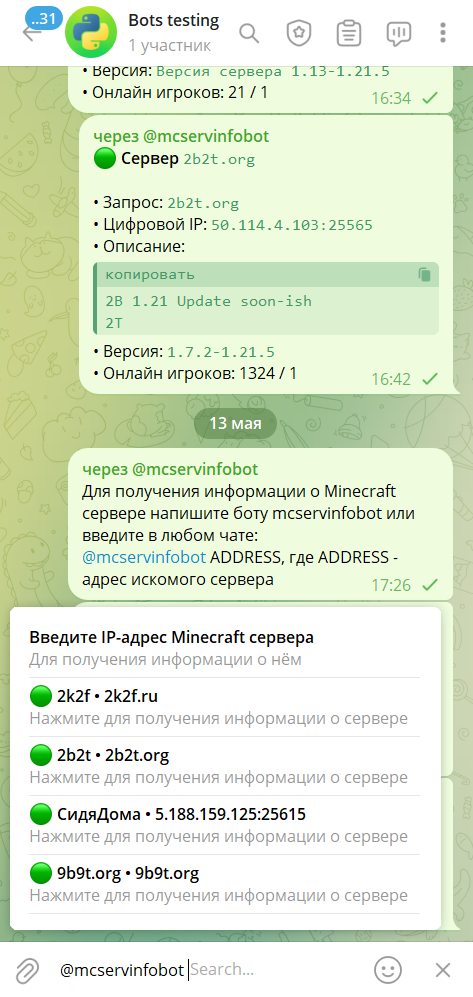 ..31
Bots testing
1 участник
• Версия: Версия сервера 1.13-1.21.5
• Онлайн игроков: 21 / 1
16:34
через @mcservinfobot
Сервер 2b2t.org
• Запрос: 2b2t.org
• Цифровой IP: 50.114.4.103:25565
• Описание:
копировать
2B 1.21 Update soon-ish
2T
• Версия: 1.7.2-1.21.5
• Онлайн игроков: 1324 / 1
16:42
13 мая
через @mcservinfobot
Для получения информации о Minecraft
сервере напишите боту mcservinfobot или
введите в любом чате:
@mcservinfobot ADDRESS, где ADDRESS -
адрес искомого сервера
17:26
Введите IP-адрес Minecraft сервера
Для получения информации о нём
2k2f • 2k2f.ru
Нажмите для получения информации о сервере
2b2t • 2b2t.org
Нажмите для получения информации о сервере
СидяДома • 5.188.159.125:25615
Нажмите для получения информации о сервере
9b9t.org • 9b9t.org
Нажмите для получения информации о сервере
@mcservinfobot Search...